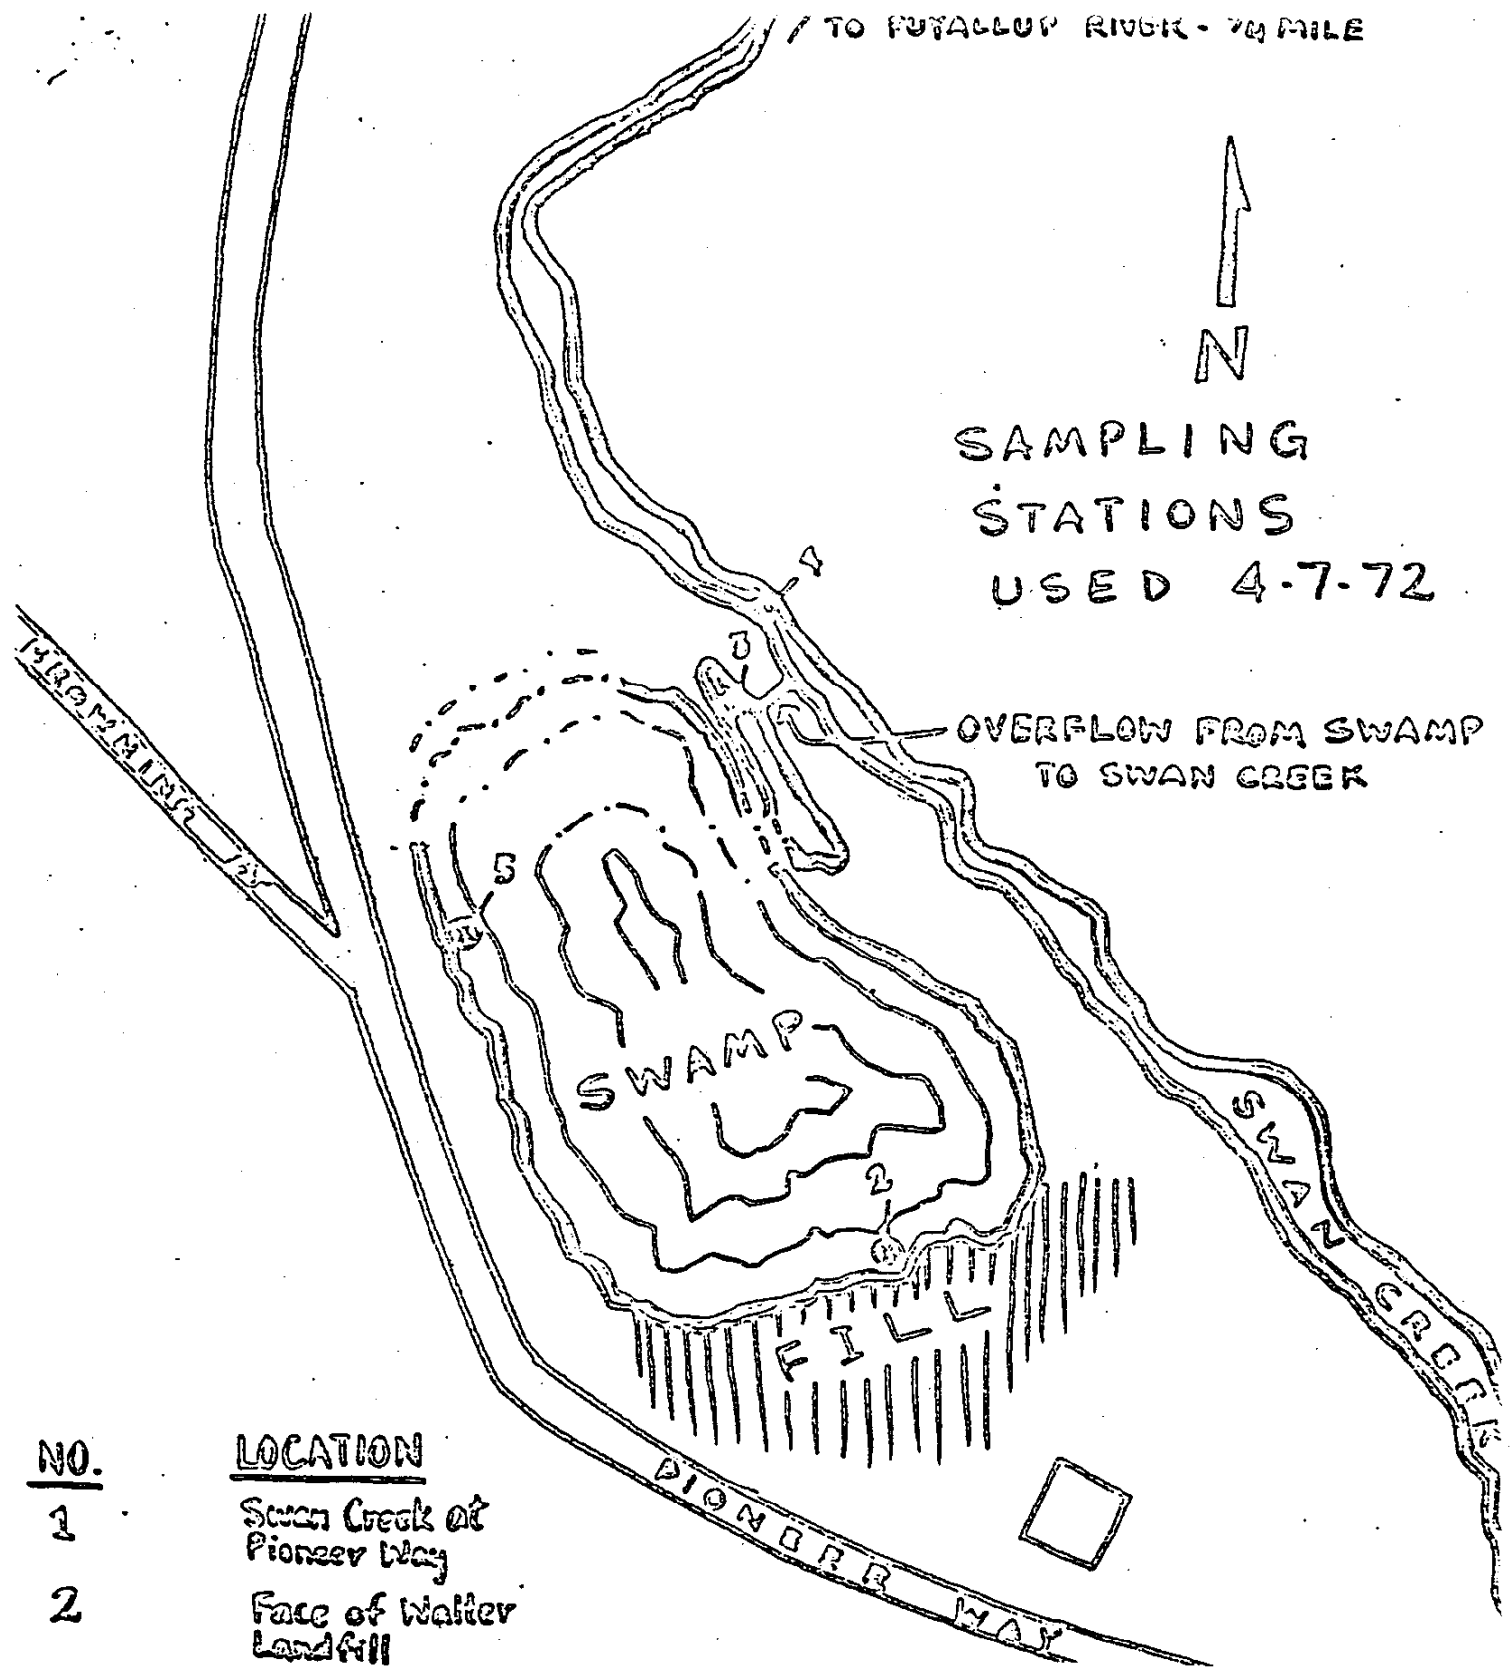 TO PUYALLUP RIVER - 3/4 MILE
N
SAMPLING
STATIONS
USED 4-7-72
4
3
OVERFLOW FROM SWAMP
TO SWAN CREEK
BROWNING
5
SWAMP
2
SWAN CREEK
FILL
PIONEER WAY
NO. LOCATION
1 Swan Creek at
Pioneer Way
2 Face of Walter
Landfill